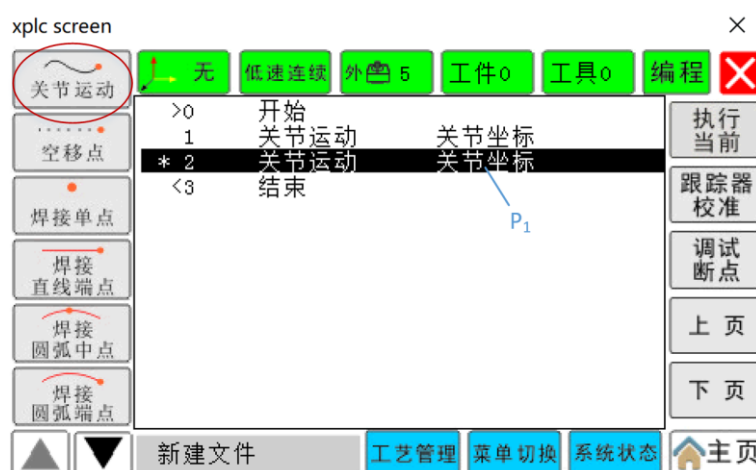 xplc screen
关节运动
无
低速连续
外 5
工件0
工具0
编程
空移点
焊接单点
焊接
直线端点
焊接
圆弧中点
焊接
圆弧端点
>0 开始
1 关节运动 关节坐标
* 2 关节运动 关节坐标
<3 结束
P₁
执行
当前
跟踪器
校准
调试
断点
上 页
下 页
新建文件
工艺管理
菜单切换
系统状态
主页